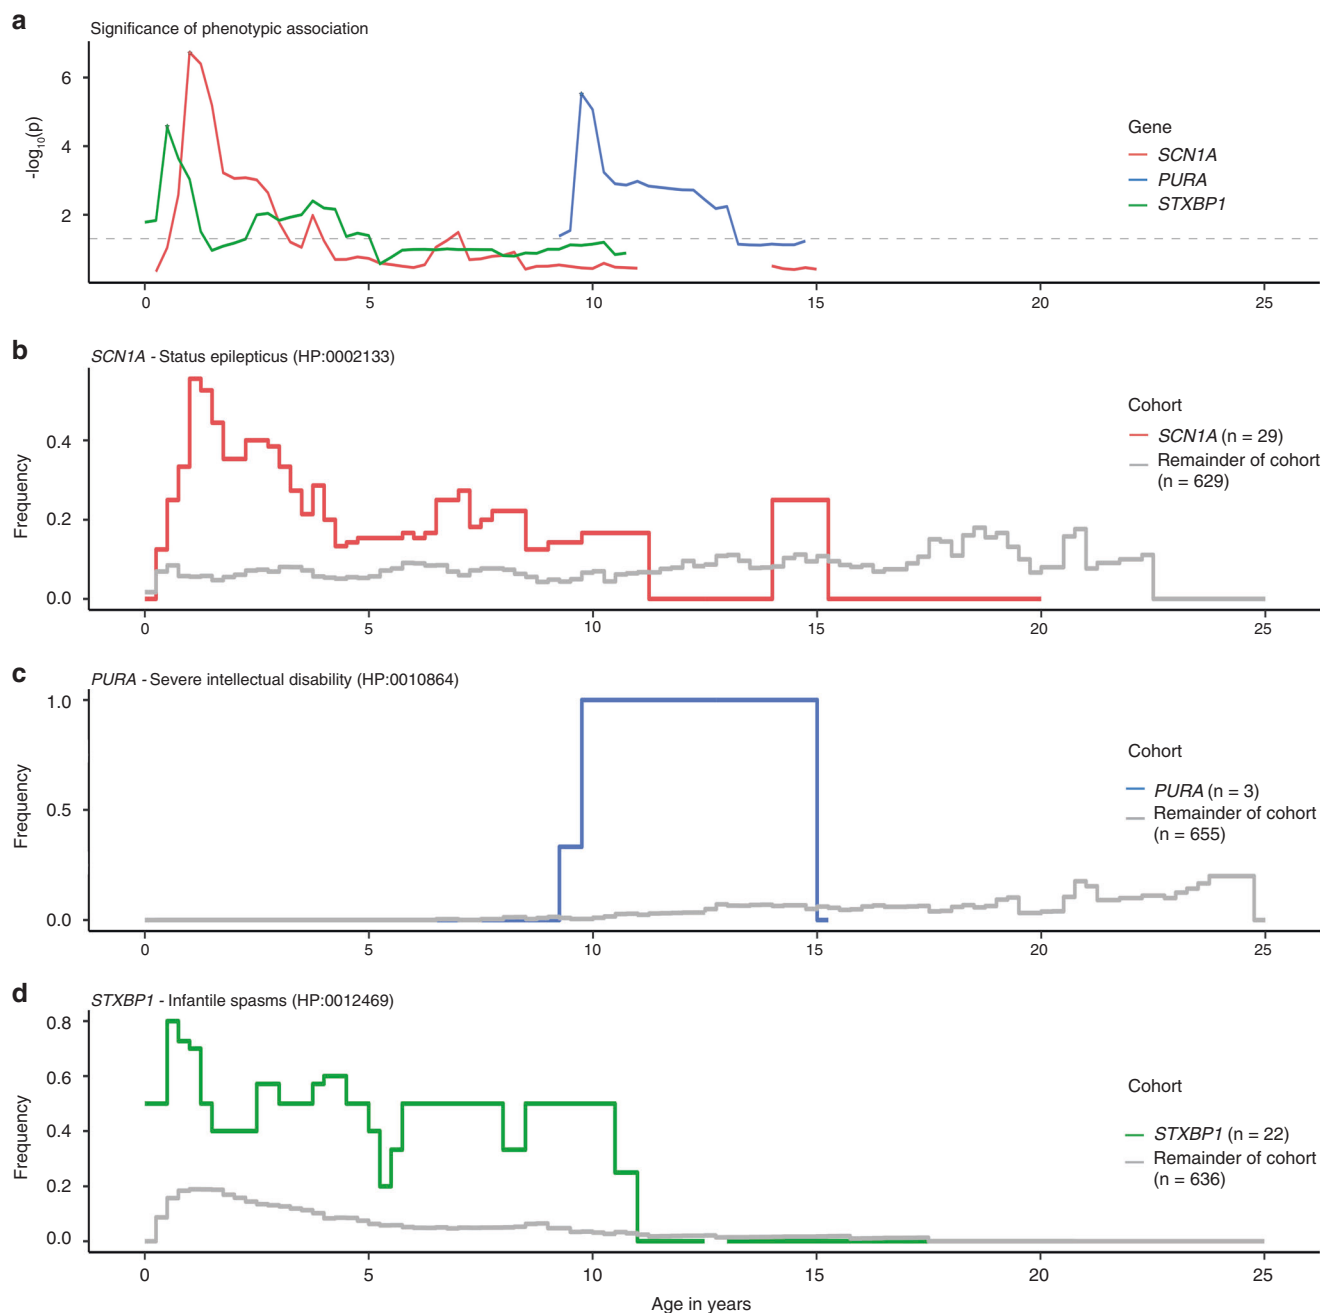 a
Significance of phenotypic association
6
4
2
-log10(p)
0 5 10 15 20 25
Gene
SCN1A
PURA
STXBP1
b
SCN1A - Status epilepticus (HP:0002133)
0.4
0.2
0.0
Frequency
0 5 10 15 20 25
Cohort
SCN1A (n = 29)
Remainder of cohort
(n = 629)
c
PURA - Severe intellectual disability (HP:0010864)
1.0
0.5
0.0
Frequency
0 5 10 15 20 25
Cohort
PURA (n = 3)
Remainder of cohort
(n = 655)
d
STXBP1 - Infantile spasms (HP:0012469)
0.8
0.6
0.4
0.2
0.0
Frequency
0 5 10 15 20 25
Cohort
STXBP1 (n = 22)
Remainder of cohort
(n = 636)
Age in years